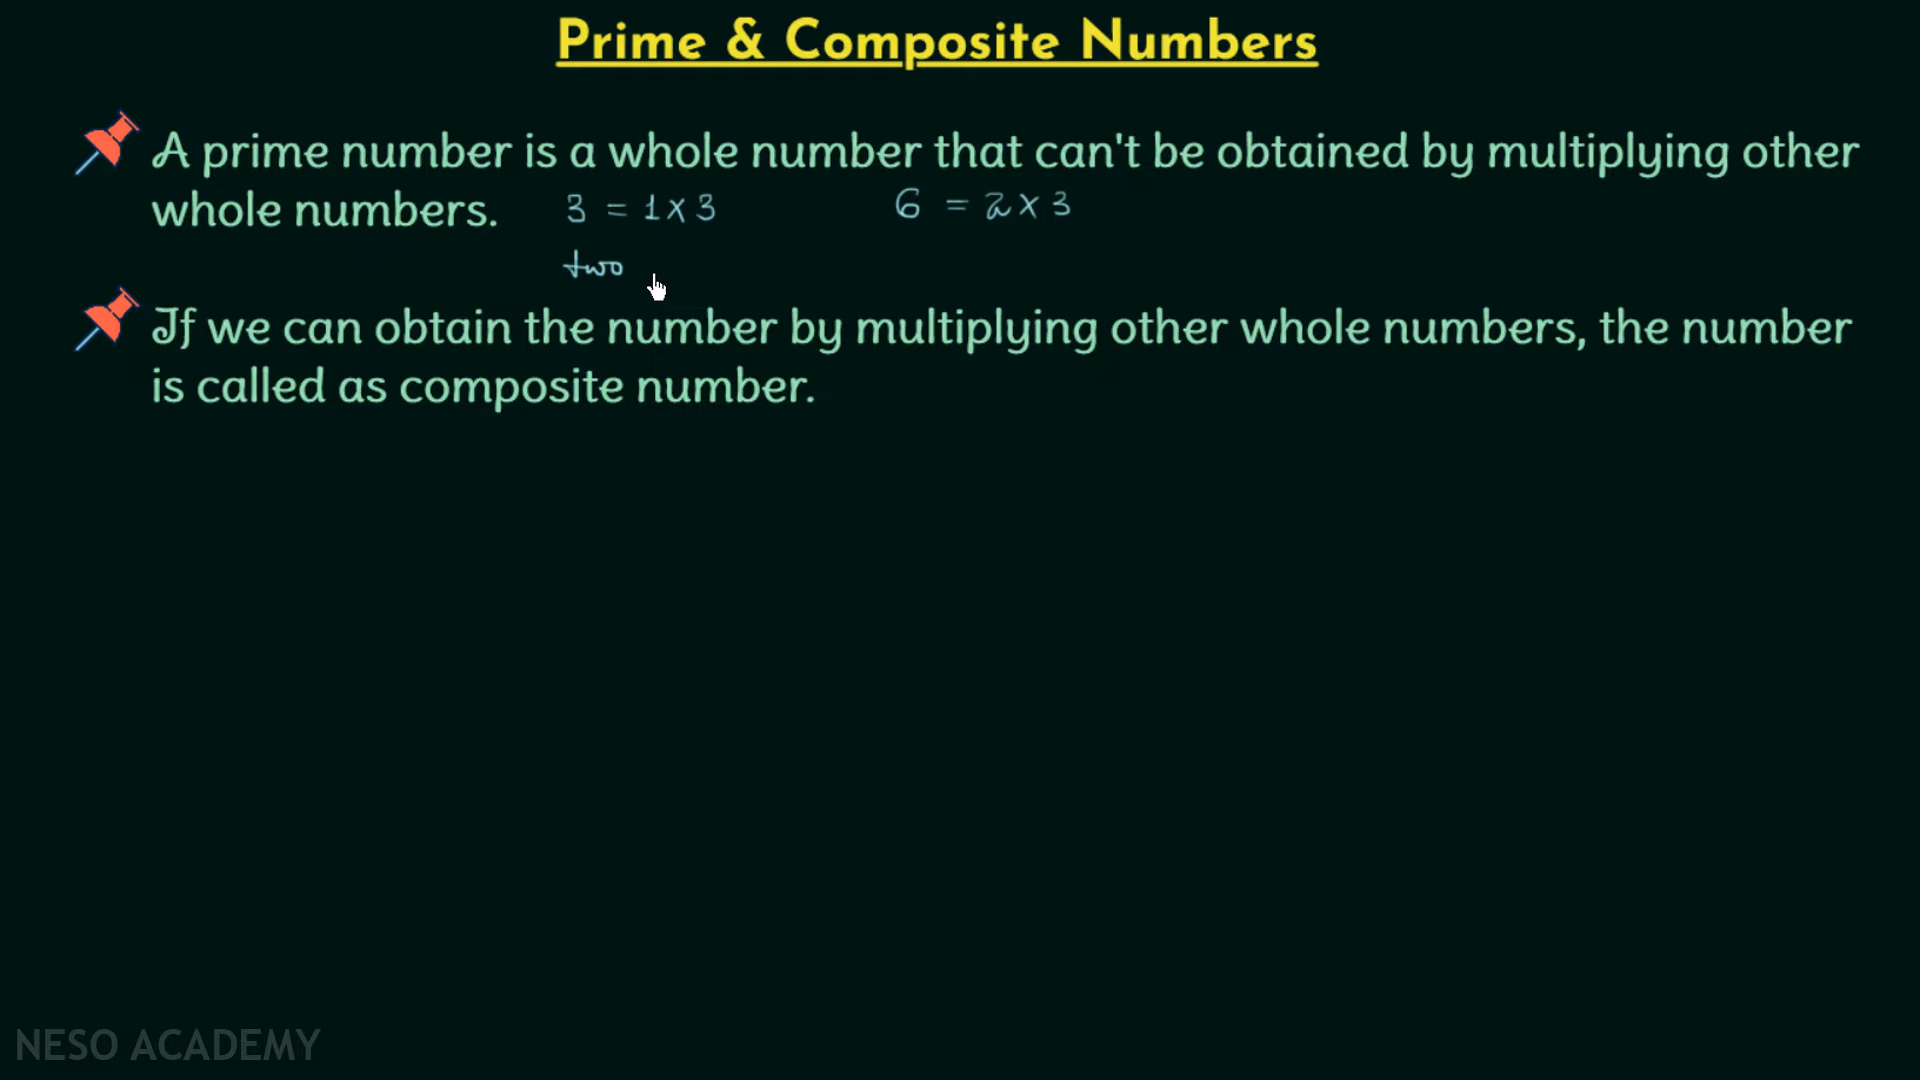 Prime & Composite Numbers
A prime number is a whole number that can't be obtained by multiplying other
whole numbers. 3 = 1 x 3 6 = 2 x 3
two
If we can obtain the number by multiplying other whole numbers, the number
is called as composite number.
NESO ACADEMY